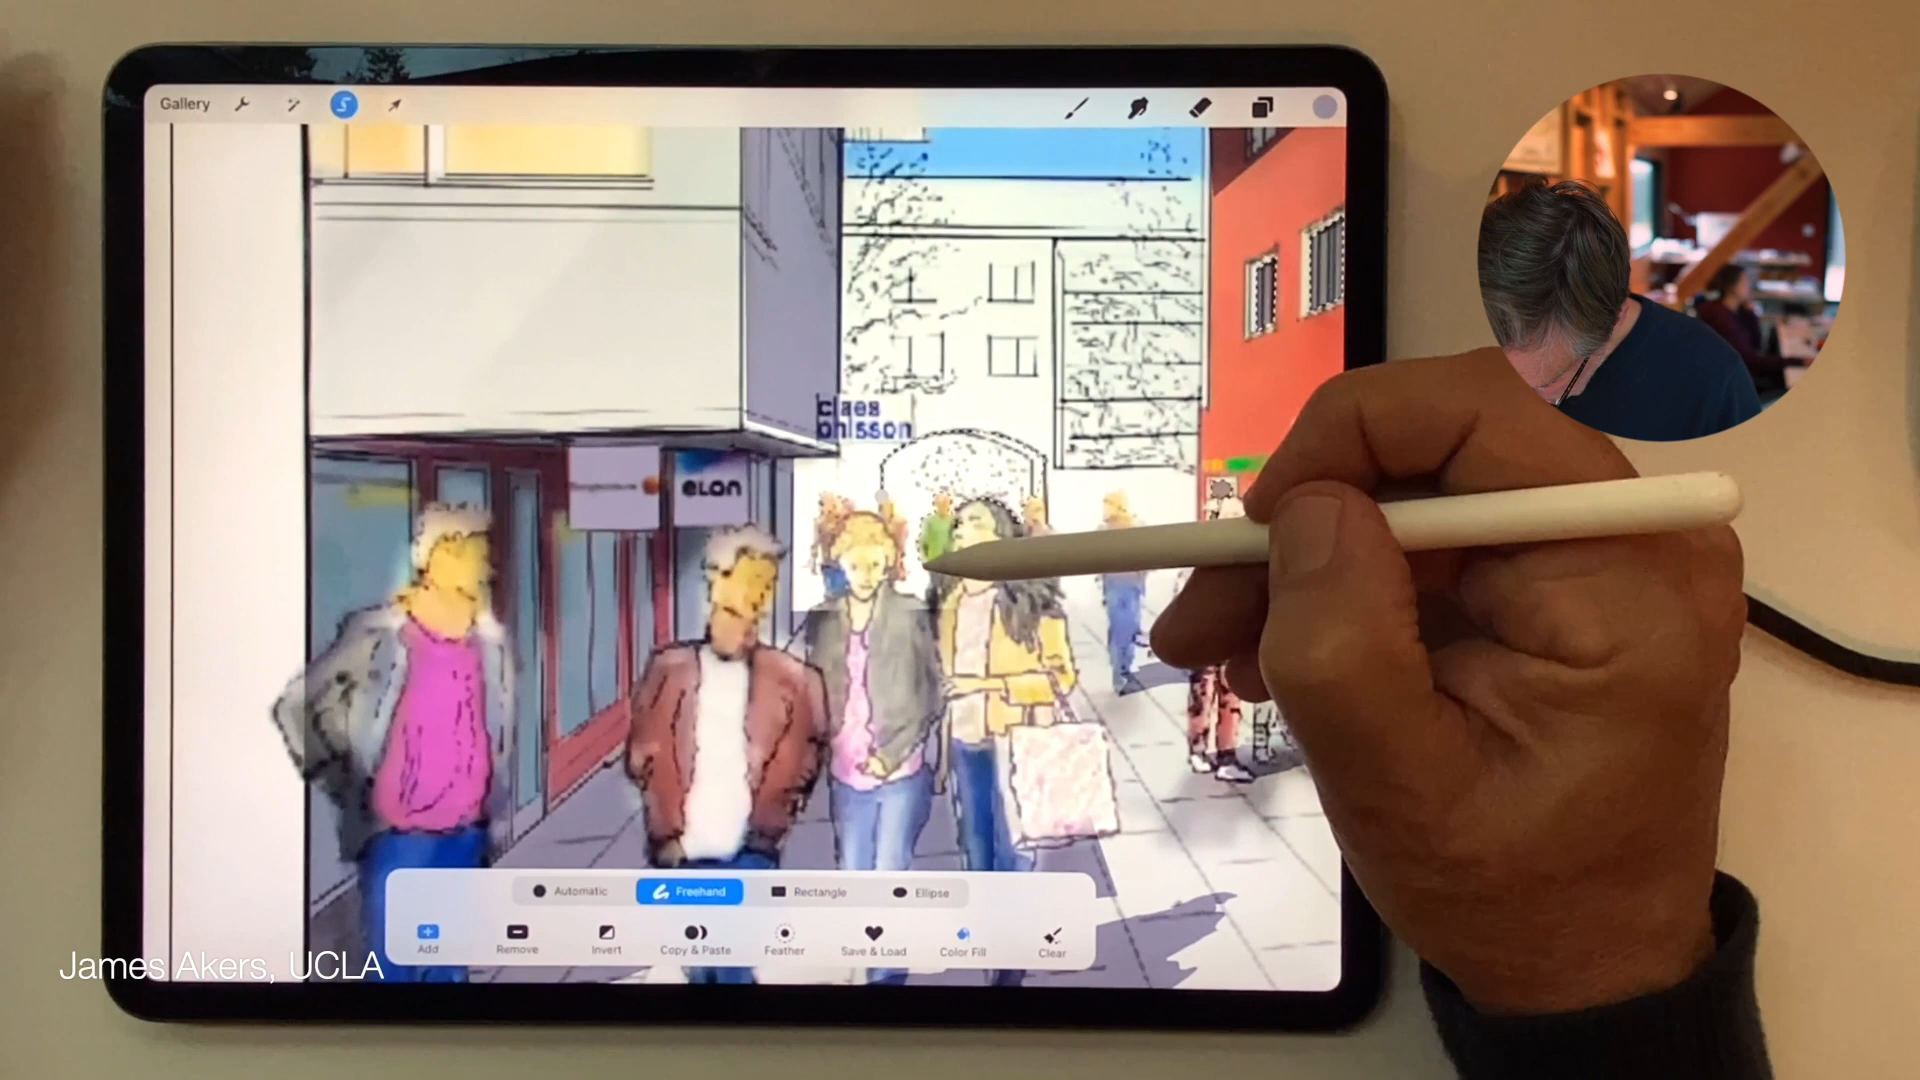 Gallery
claes
ohlsson
elon
Automatic
Freehand
Rectangle
Ellipse
Add
Remove
Invert
Copy & Paste
Feather
Save & Load
Color Fill
Clear
James Akers, UCLA